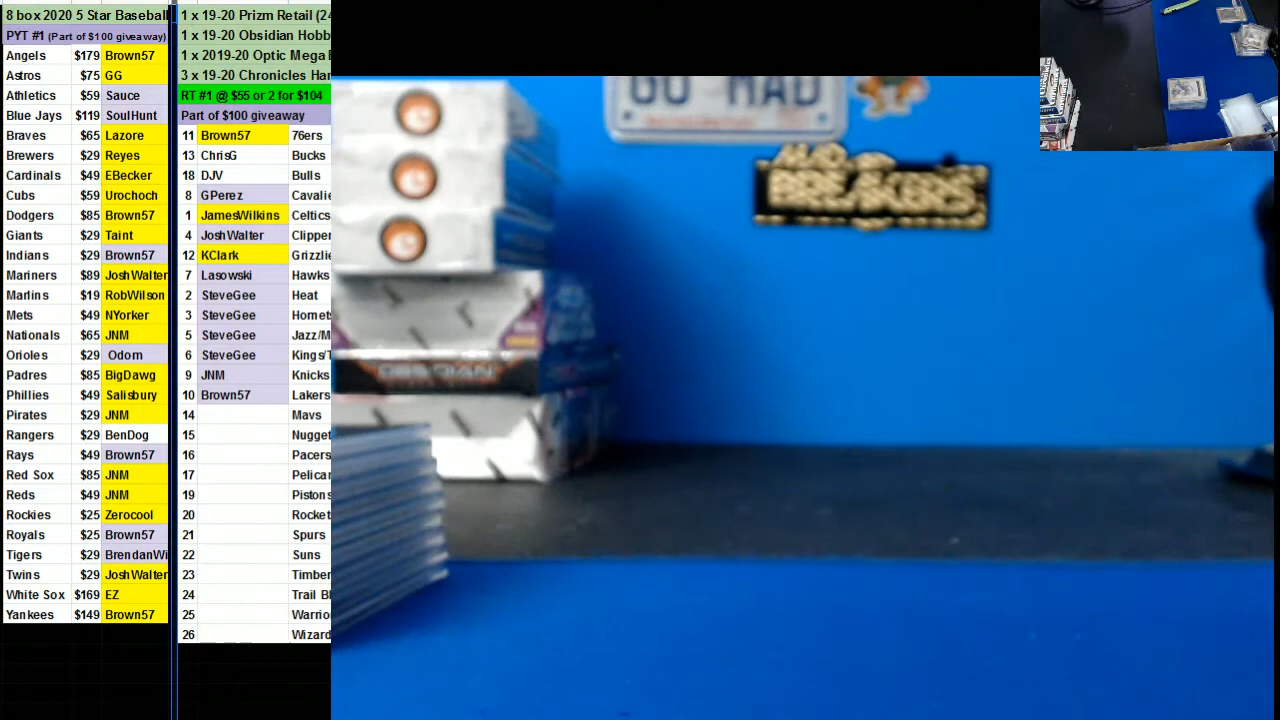 8 box 2020 5 Star Baseball
PYT #1 (Part of $100 giveaway)
Angels $179 Brown57
Astros $75 GG
Athletics $59 Sauce
Blue Jays $119 SoulHunt
Braves $65 Lazore
Brewers $29 Reyes
Cardinals $49 EBecker
Cubs $59 Urochoch
Dodgers $85 Brown57
Giants $29 Taint
Indians $29 Brown57
Mariners $89 JoshWalter
Marlins $19 RobWilson
Mets $49 NYorker
Nationals $65 JNM
Orioles $29 Odom
Padres $85 BigDawg
Phillies $49 Salisbury
Pirates $29 JNM
Rangers $29 BenDog
Rays $49 Brown57
Red Sox $85 JNM
Reds $49 JNM
Rockies $25 Zerocool
Royals $25 Brown57
Tigers $29 BrendanWi
Twins $29 JoshWalter
White Sox $169 EZ
Yankees $149 Brown57
1 x 19-20 Prizm Retail (24
1 x 19-20 Obsidian Hobb
1 x 2019-20 Optic Mega
3 x 19-20 Chronicles Han
RT #1 @ $55 or 2 for $104
Part of $100 giveaway
11 Brown57 76ers
13 ChrisG Bucks
18 DJV Bulls
8 GPerez Cavalie
1 JamesWilkins Celtics
4 JoshWalter Clipper
12 KClark Grizzlie
7 Lasowski Hawks
2 SteveGee Heat
3 SteveGee Hornet
5 SteveGee Jazz/M
6 SteveGee Kings/T
9 JNM Knicks
10 Brown57 Lakers
14 Mavs
15 Nugget
16 Pacers
17 Pelicar
19 Pistons
20 Rocket
21 Spurs
22 Suns
23 Timber
24 Trail Bl
25 Warrio
26 Wizard
GO MAD
MAD
BREAKERS
OBSIDIAN